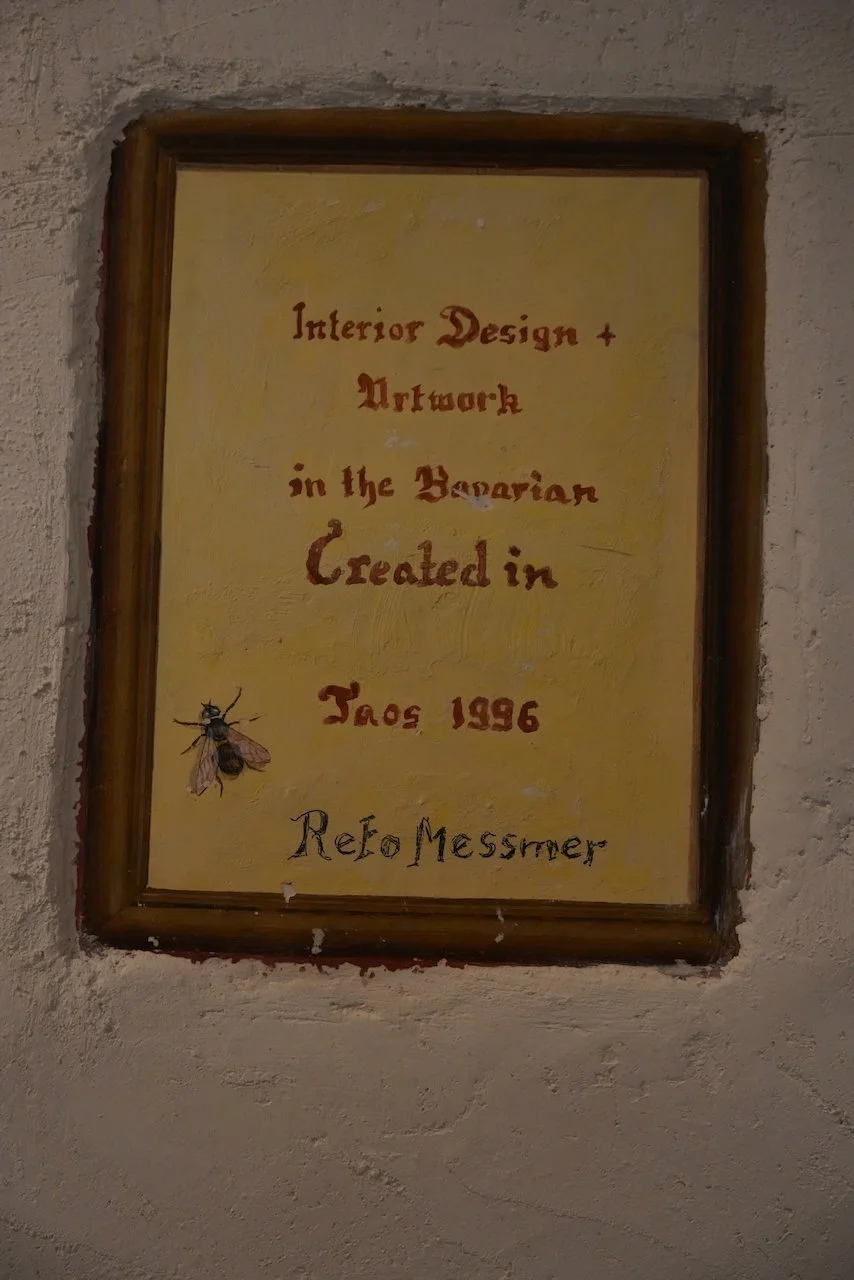 Interior Design +
Artwork
in the Bavarian
Created in
Taos 1996
Reto Messmer